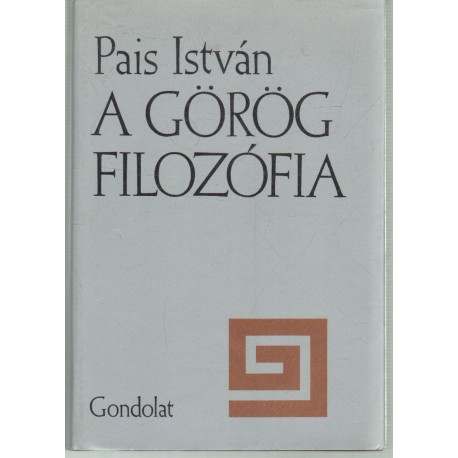 Pais István
A GÖRÖG
FILOZÓFIA
Gondolat